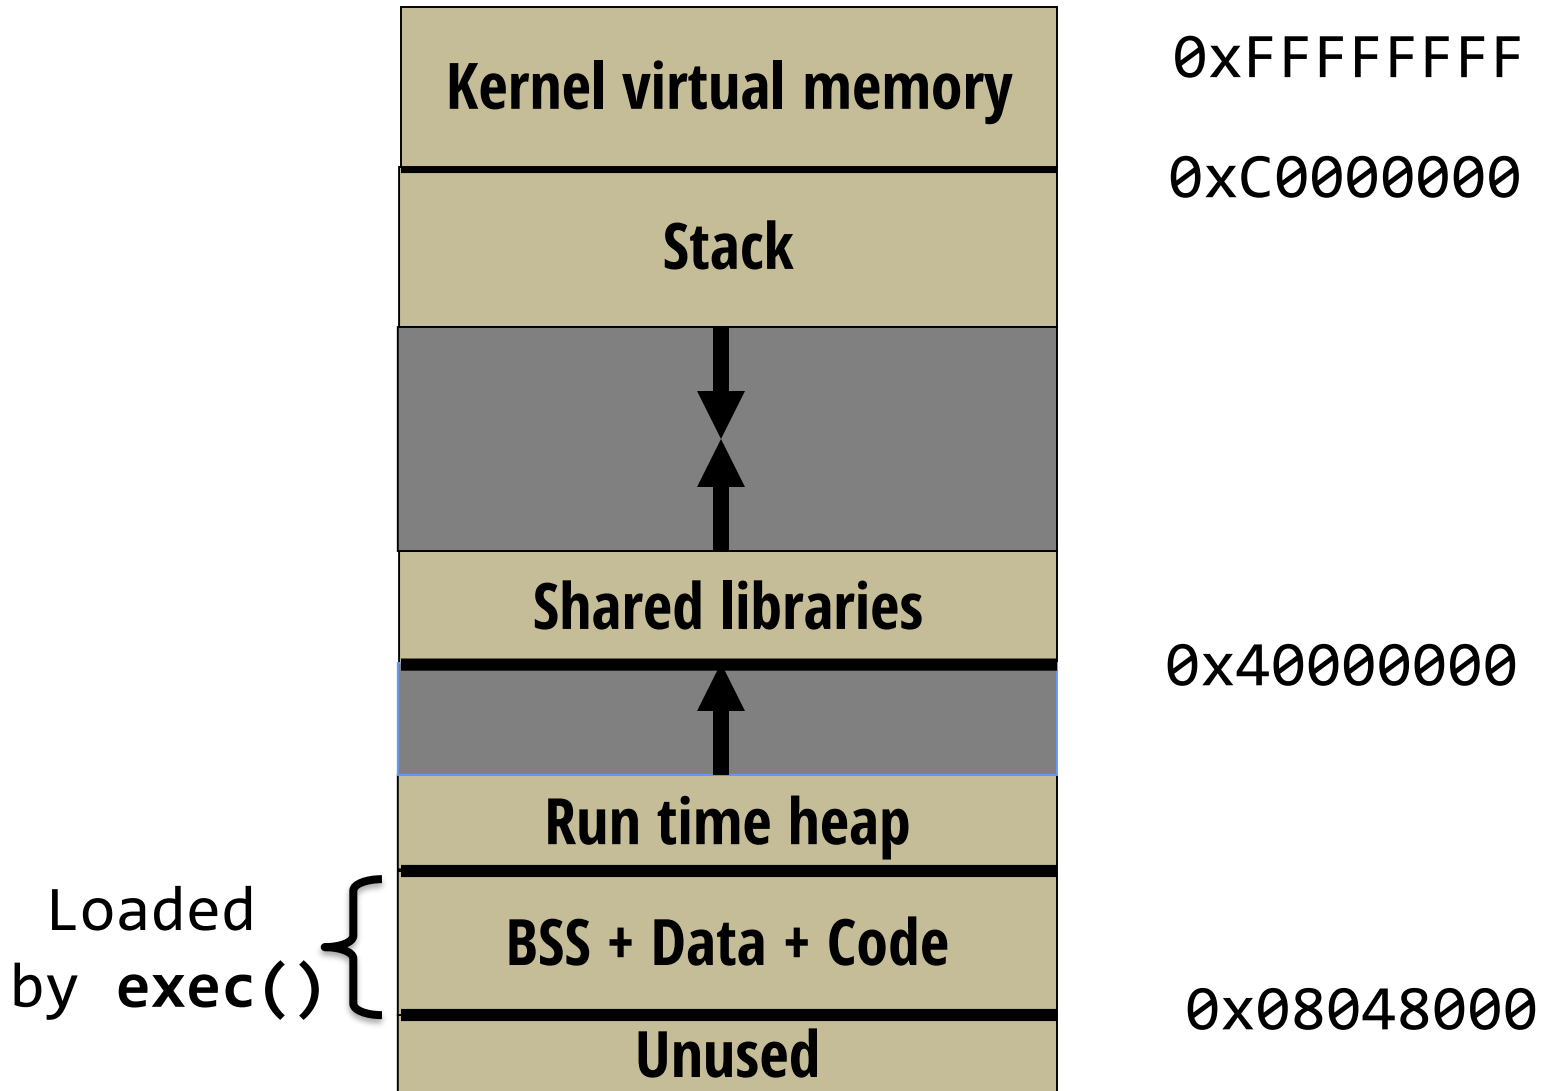 Kernel virtual memory
0xFFFFFFFF
0xC0000000
Stack
Shared libraries
0x40000000
Run time heap
Loaded
by exec()
BSS + Data + Code
0x08048000
Unused